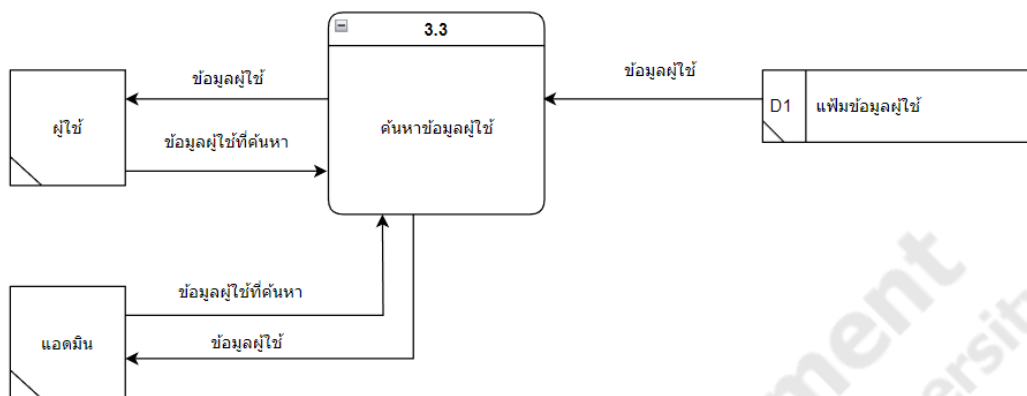 3.3
ข้อมูลผู้ใช้
ข้อมูลผู้ใช้
ผู้ใช้
ค้นหาข้อมูลผู้ใช้
D1
แฟ้มข้อมูลผู้ใช้
ข้อมูลผู้ใช้ที่ค้นหา
ข้อมูลผู้ใช้ที่ค้นหา
แอดมิน
ข้อมูลผู้ใช้